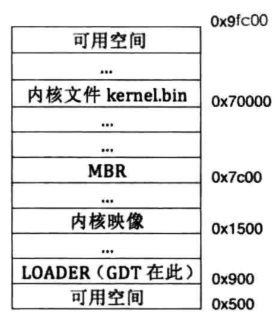 0x9fc00
可用空间
...
内核文件 kernel.bin
0x70000
...
...
MBR
0x7c00
...
内核映像
0x1500
...
LOADER（GDT 在此）
0x900
可用空间
0x500